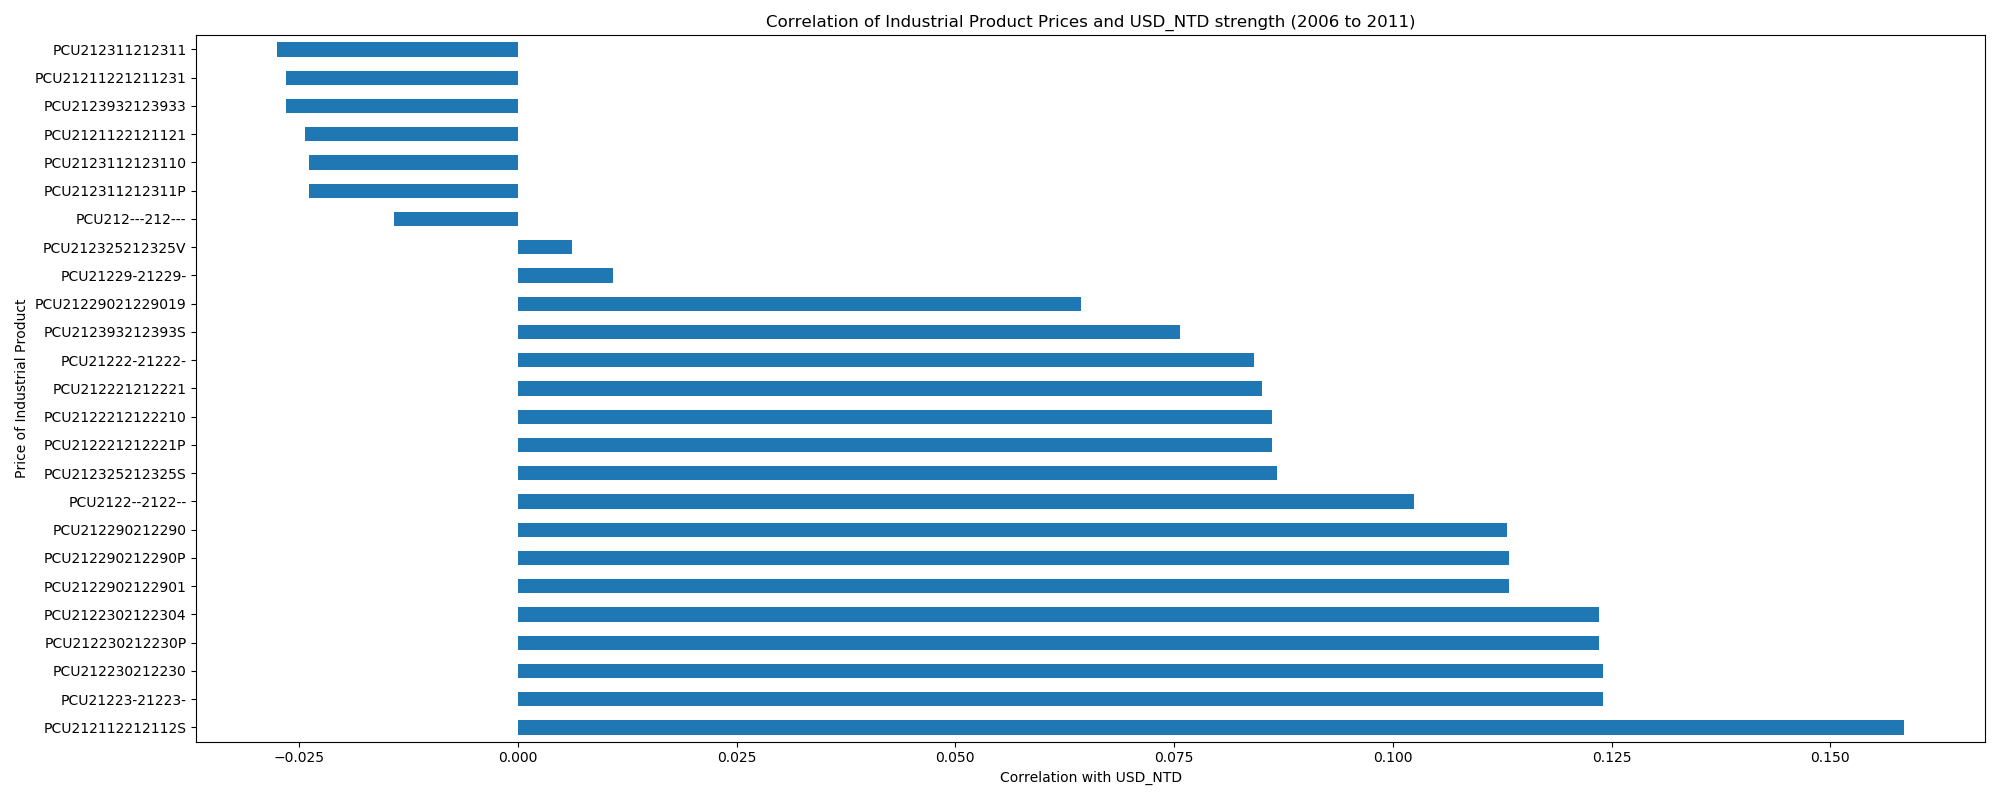 Correlation of Industrial Product Prices and USD_NTD strength (2006 to 2011)
Price of Industrial Product
PCU212311212311
PCU21211221211231
PCU2123932123933
PCU2121122121121
PCU2123112123110
PCU212311212311P
PCU212---212---
PCU212325212325V
PCU21229-21229-
PCU21229021229019
PCU212393212393S
PCU21222-21222-
PCU212221212221
PCU2122212122210
PCU212221212221P
PCU212325212325S
PCU2122--2122--
PCU212290212290
PCU212290212290P
PCU2122902122901
PCU2122302122304
PCU212230212230P
PCU212230212230
PCU21223-21223-
PCU212112212112S
−0.025 0.000 0.025 0.050 0.075 0.100 0.125 0.150
Correlation with USD_NTD